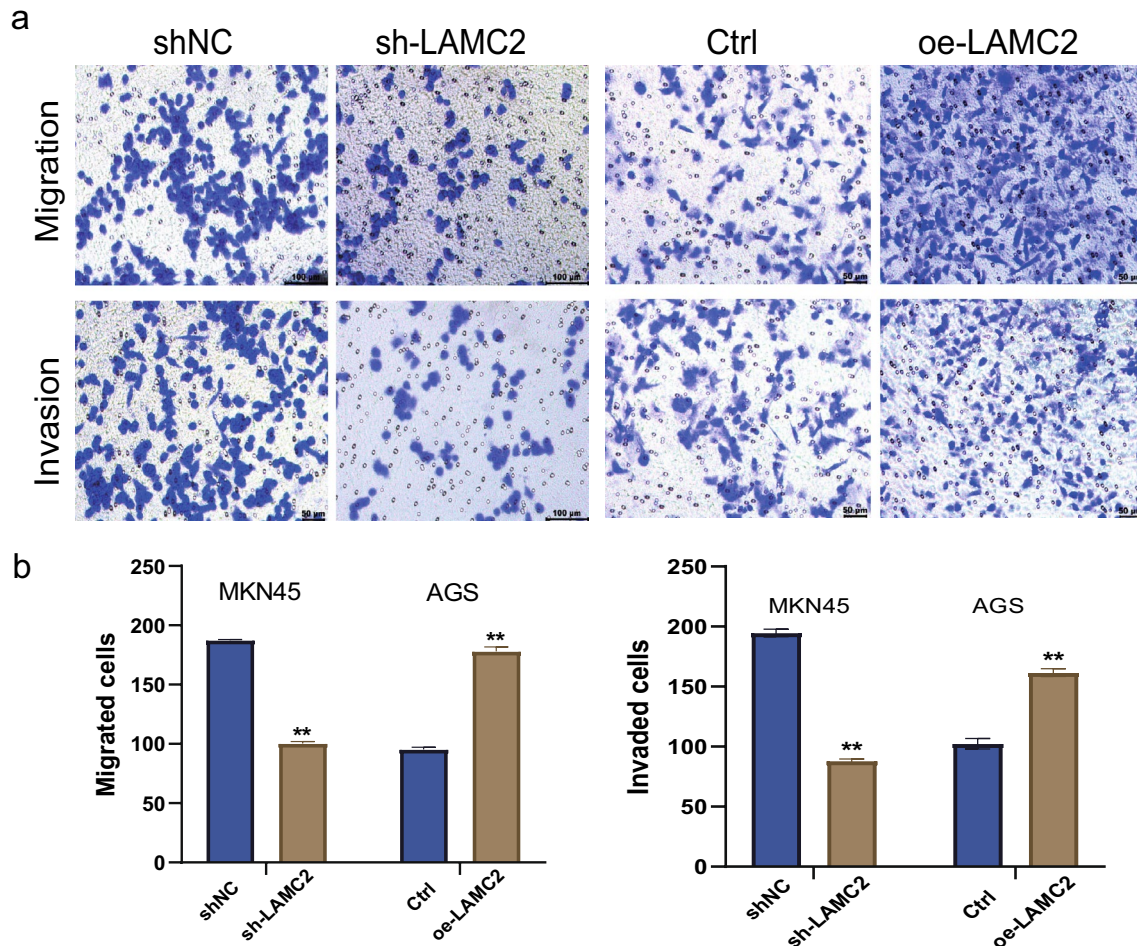 a
shNC sh-LAMC2 Ctrl oe-LAMC2
Migration
100 µm 100 µm 50 µm 50 µm
Invasion
50 µm 100 µm 50 µm 50 µm
b
Migrated cells
250
200
150
100
50
0
MKN45 AGS
**
**
shNC sh-LAMC2 Ctrl oe-LAMC2
Invaded cells
250
200
150
100
50
0
MKN45 AGS
**
**
shNC sh-LAMC2 Ctrl oe-LAMC2